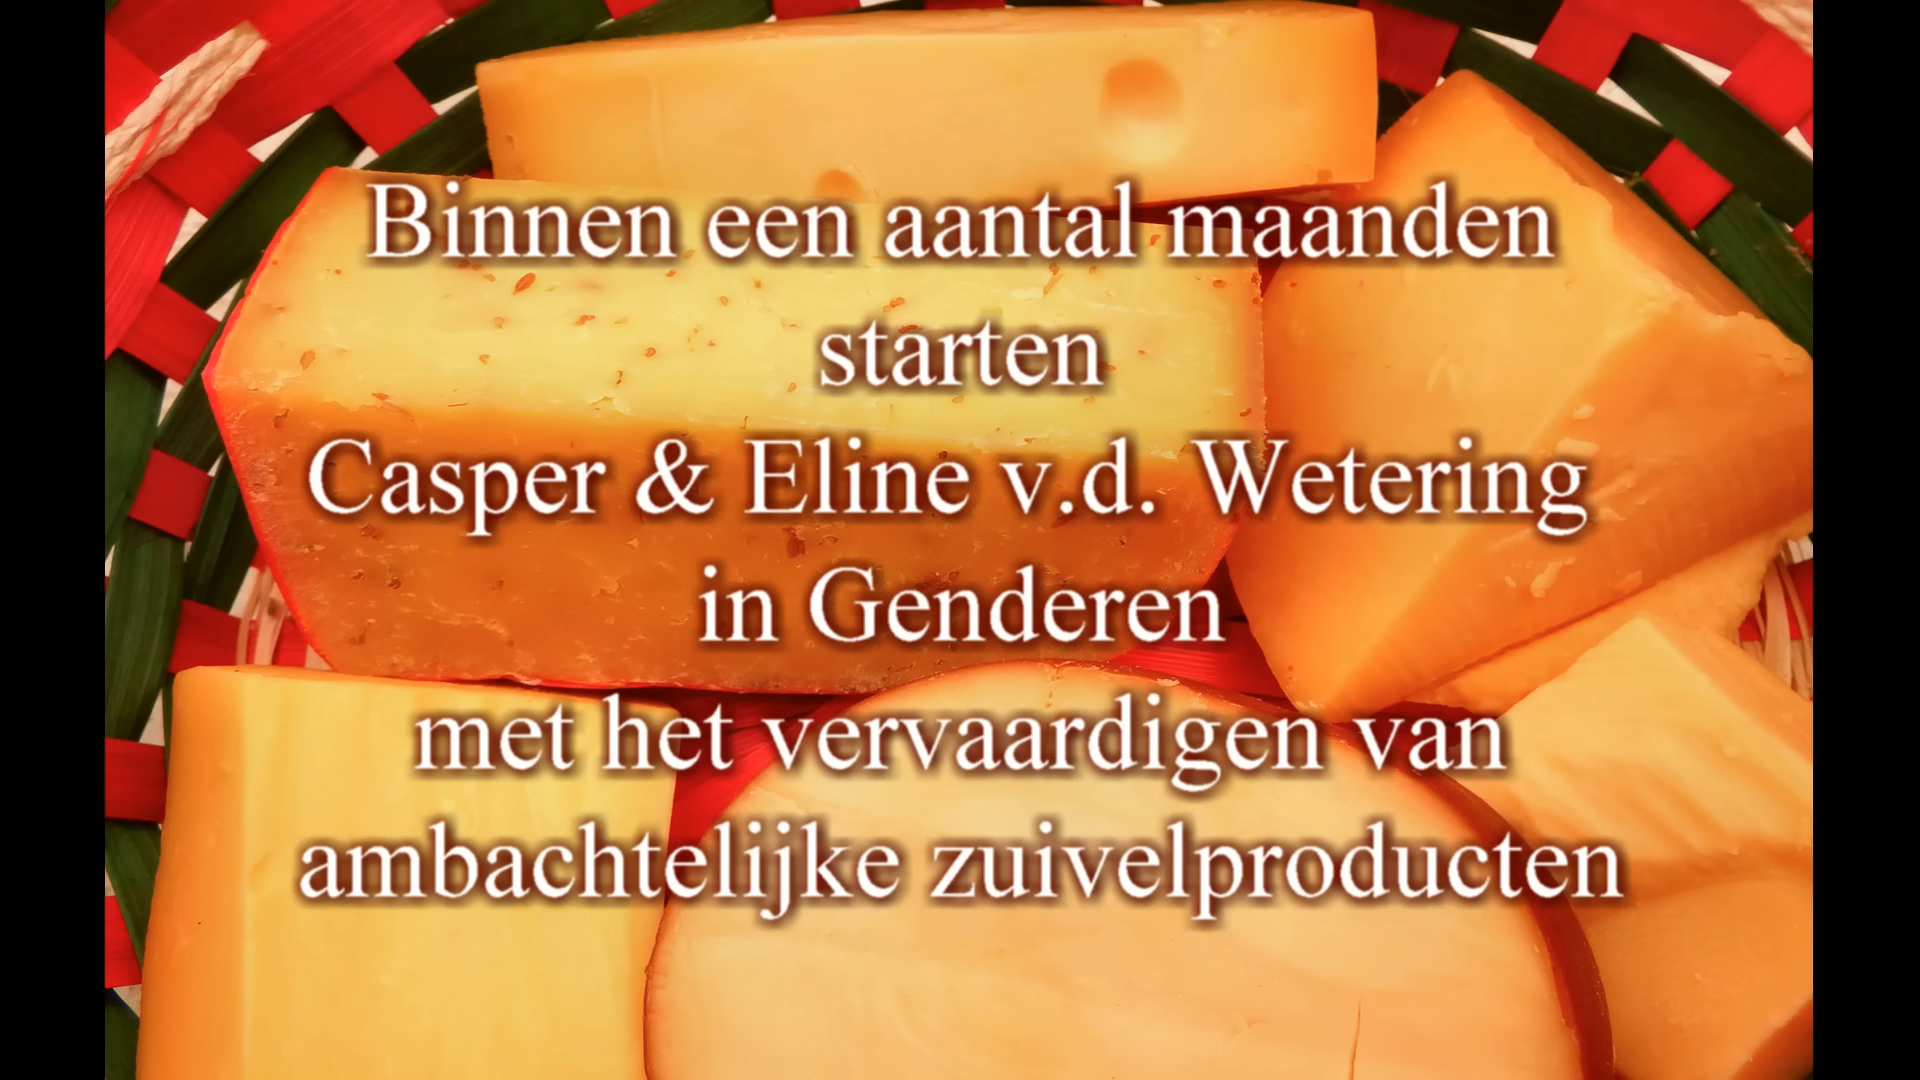 Binnen een aantal maanden
starten
Casper & Eline v.d. Wetering
in Genderen
met het vervaardigen van
ambachtelijke zuivelproducten